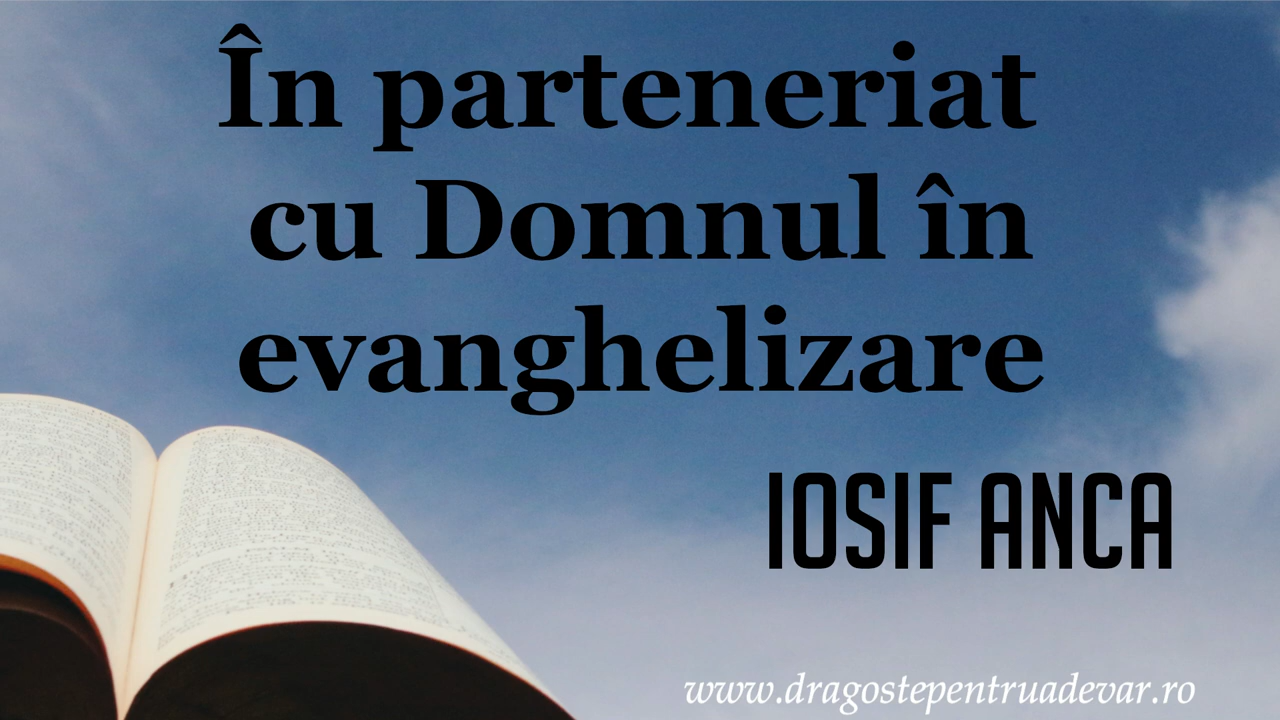 În parteneriat
cu Domnul în
evanghelizare
IOSIF ANCA
www.dragostepentruadevar.ro